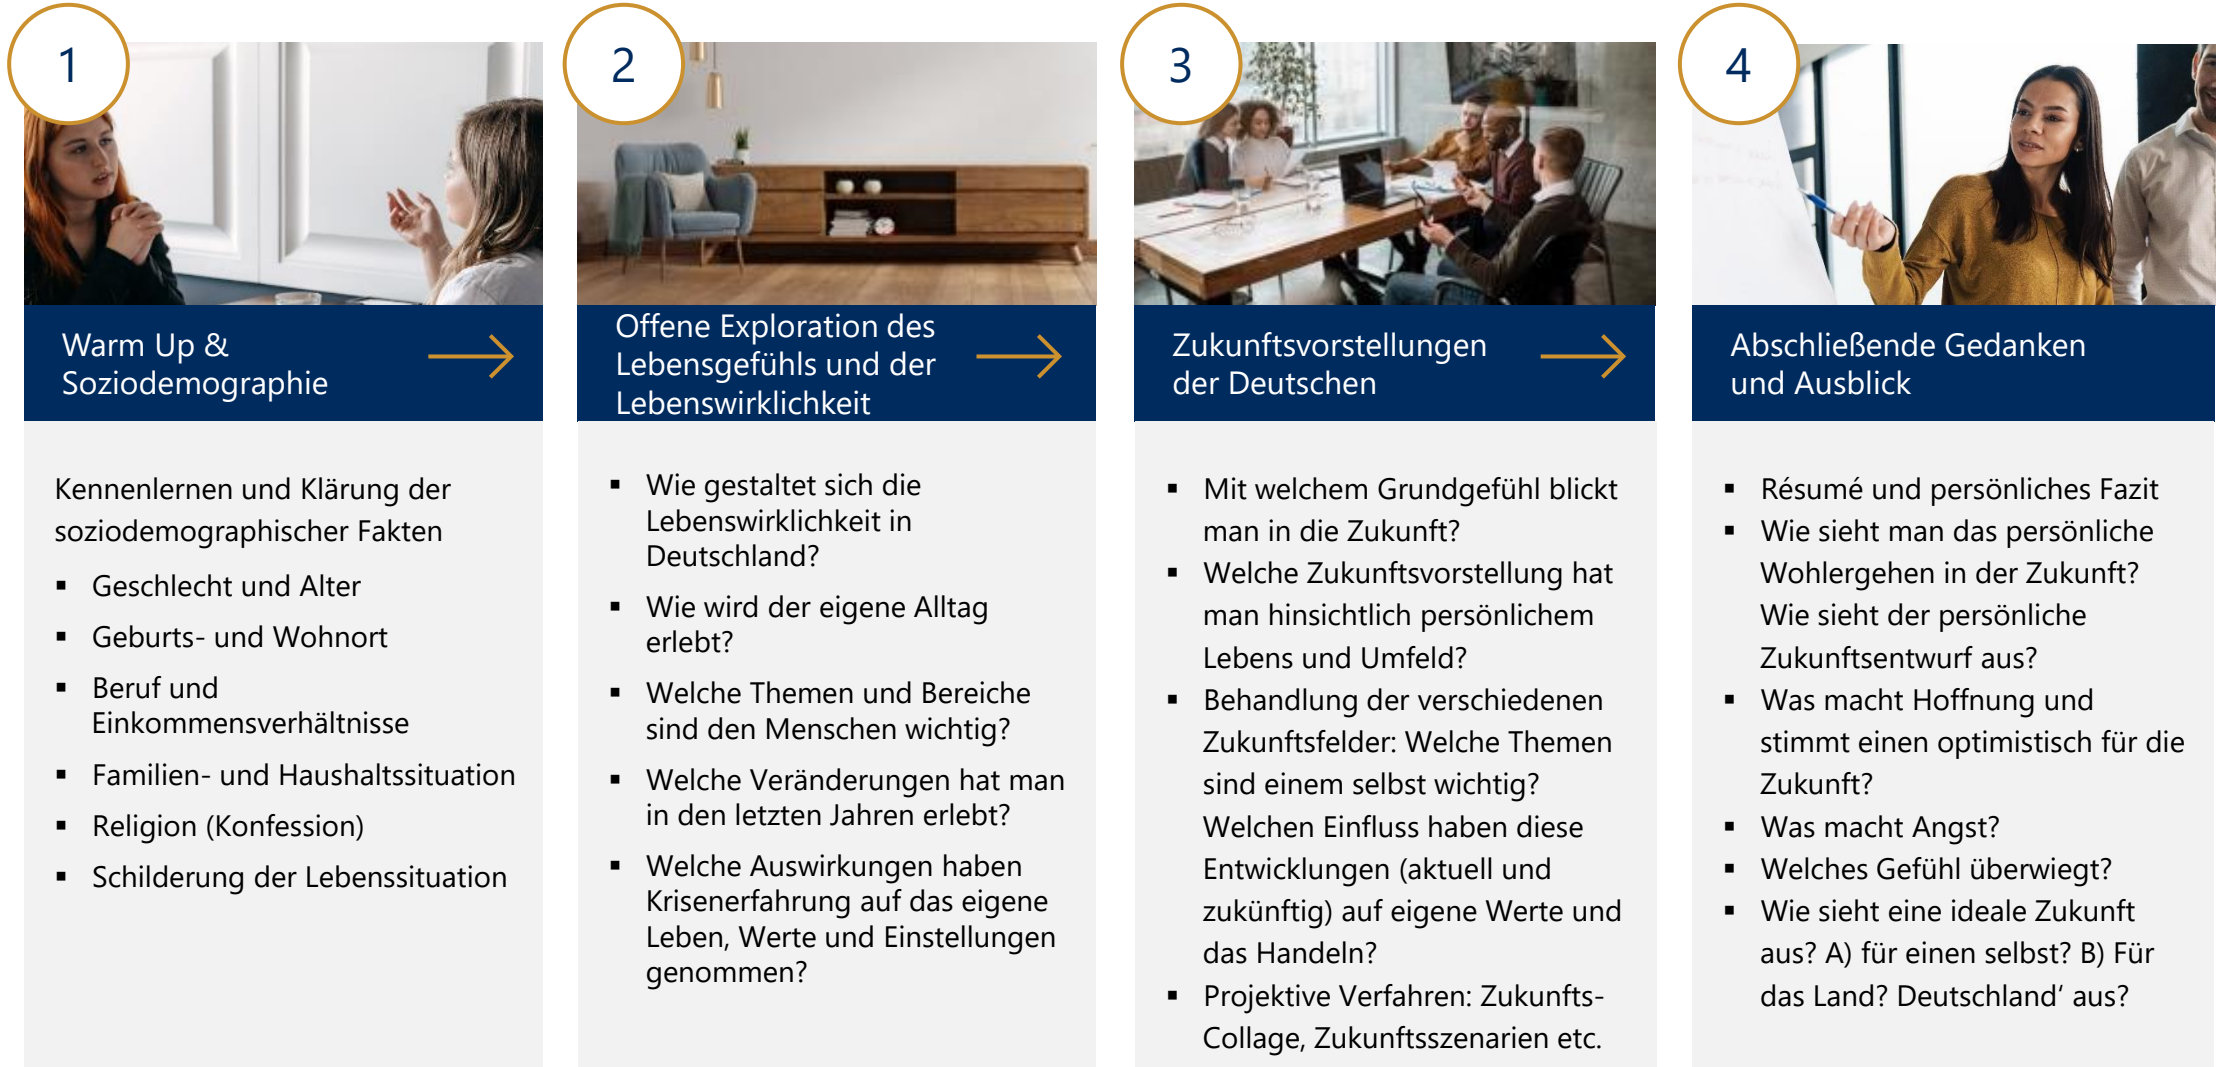 1
Warm Up &
Soziodemographie
Kennenlernen und Klärung der
soziodemographischer Fakten
▪ Geschlecht und Alter
▪ Geburts- und Wohnort
▪ Beruf und
Einkommensverhältnisse
▪ Familien- und Haushaltssituation
▪ Religion (Konfession)
▪ Schilderung der Lebenssituation
2
Offene Exploration des
Lebensgefühls und der
Lebenswirklichkeit
▪ Wie gestaltet sich die
Lebenswirklichkeit in
Deutschland?
▪ Wie wird der eigene Alltag
erlebt?
▪ Welche Themen und Bereiche
sind den Menschen wichtig?
▪ Welche Veränderungen hat man
in den letzten Jahren erlebt?
▪ Welche Auswirkungen haben
Krisenerfahrung auf das eigene
Leben, Werte und Einstellungen
genommen?
3
Zukunftsvorstellungen
der Deutschen
▪ Mit welchem Grundgefühl blickt
man in die Zukunft?
▪ Welche Zukunftsvorstellung hat
man hinsichtlich persönlichem
Lebens und Umfeld?
▪ Behandlung der verschiedenen
Zukunftsfelder: Welche Themen
sind einem selbst wichtig?
Welchen Einfluss haben diese
Entwicklungen (aktuell und
zukünftig) auf eigene Werte und
das Handeln?
▪ Projektive Verfahren: Zukunfts-
Collage, Zukunftsszenarien etc.
4
Abschließende Gedanken
und Ausblick
▪ Résumé und persönliches Fazit
▪ Wie sieht man das persönliche
Wohlergehen in der Zukunft?
Wie sieht der persönliche
Zukunftsentwurf aus?
▪ Was macht Hoffnung und
stimmt einen optimistisch für die
Zukunft?
▪ Was macht Angst?
▪ Welches Gefühl überwiegt?
▪ Wie sieht eine ideale Zukunft
aus? A) für einen selbst? B) Für
das Land? Deutschland‘ aus?